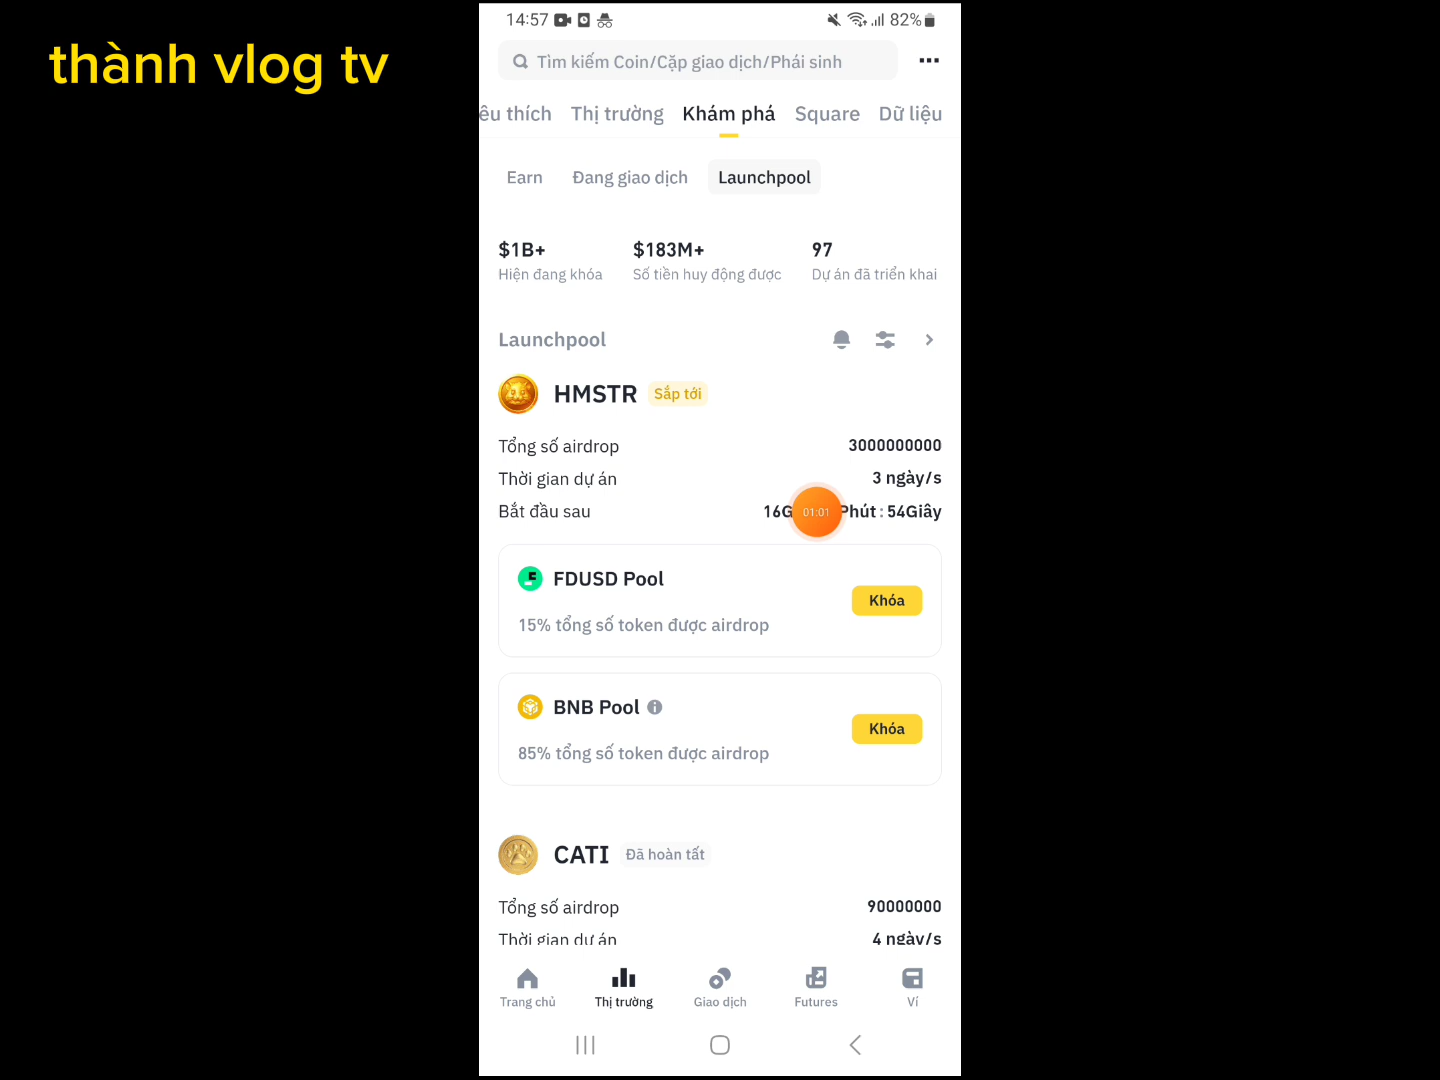 thành vlog tv
14:57
82%
Tìm kiếm Coin/Cặp giao dịch/Phái sinh
êu thích Thị trường Khám phá Square Dữ liệu
Earn Đang giao dịch Launchpool
$1B+ $183M+ 97
Hiện đang khóa Số tiền huy động được Dự án đã triển khai
Launchpool
HMSTR Sắp tới
Tổng số airdrop 3000000000
Thời gian dự án 3 ngày/s
Bắt đầu sau 16G 01:01 Phút : 54Giây
FDUSD Pool
Khóa
15% tổng số token được airdrop
BNB Pool
Khóa
85% tổng số token được airdrop
CATI Đã hoàn tất
Tổng số airdrop 90000000
Thời gian dự án 4 ngày/s
Trang chủ Thị trường Giao dịch Futures Ví